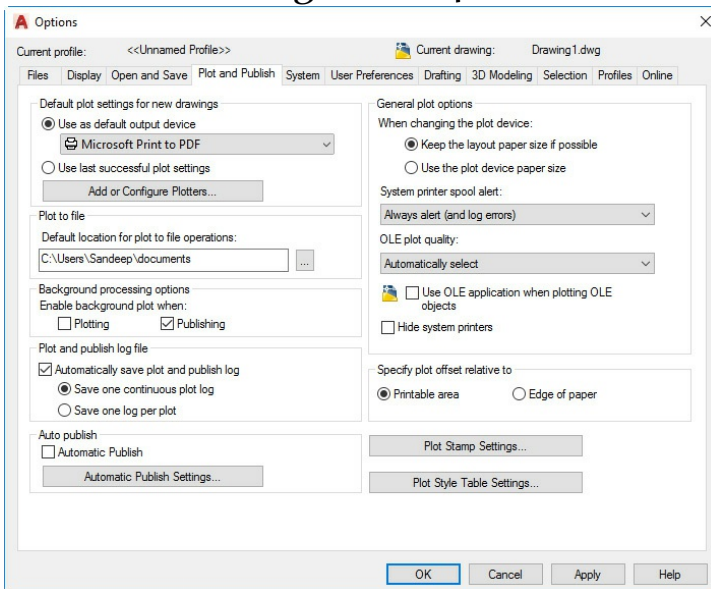 Options
Current profile: <<Unnamed Profile>> Current drawing: Drawing1.dwg
Files Display Open and Save Plot and Publish System User Preferences Drafting 3D Modeling Selection Profiles Online
Default plot settings for new drawings
Use as default output device
Microsoft Print to PDF
Use last successful plot settings
Add or Configure Plotters...
Plot to file
Default location for plot to file operations:
C:\Users\Sandeep\documents
...
Background processing options
Enable background plot when:
Plotting Publishing
Plot and publish log file
Automatically save plot and publish log
Save one continuous plot log
Save one log per plot
Auto publish
Automatic Publish
Automatic Publish Settings...
General plot options
When changing the plot device:
Keep the layout paper size if possible
Use the plot device paper size
System printer spool alert:
Always alert (and log errors)
OLE plot quality:
Automatically select
Use OLE application when plotting OLE
objects
Hide system printers
Specify plot offset relative to
Printable area Edge of paper
Plot Stamp Settings...
Plot Style Table Settings...
OK Cancel Apply Help